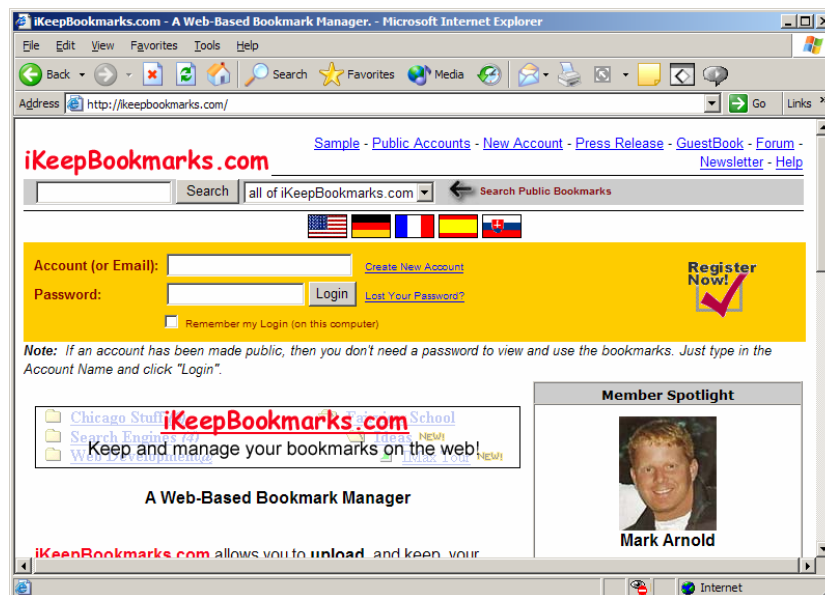 iKeepBookmarks.com - A Web-Based Bookmark Manager. - Microsoft Internet Explorer
File Edit View Favorites Tools Help
Back Search Favorites Media
Address http://ikeepbookmarks.com/ Go Links
Sample - Public Accounts - New Account - Press Release - GuestBook - Forum -
Newsletter - Help
iKeepBookmarks.com
Search all of iKeepBookmarks.com Search Public Bookmarks
Account (or Email): Create New Account
Password: Login Lost Your Password?
Remember my Login (on this computer)
Register
Now!
Note: If an account has been made public, then you don't need a password to view and use the bookmarks. Just type in the
Account Name and click "Login".
Member Spotlight
Chicago Stuff School
iKeepBookmarks.com
Search Engines (4) Ideas NEW!
Keep and manage your bookmarks on the web!
Web Tour NEW!
A Web-Based Bookmark Manager
Mark Arnold
iKeepBookmarks.com allows you to upload, and keep, your
Internet